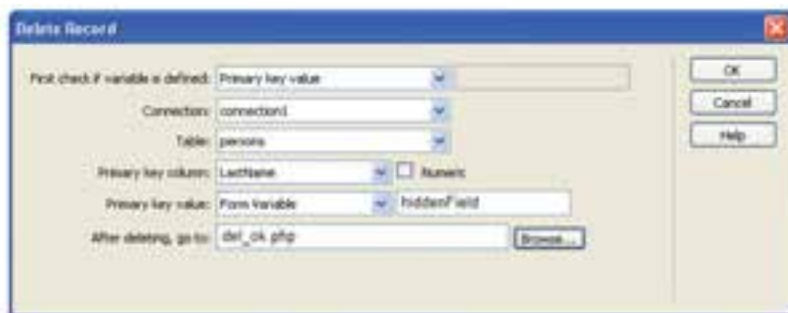 Delete Record
First check if variable is defined: Primary key value
OK
Connection: connection1
Cancel
Table: persons
Help
Primary key column: LastName Numeric
Primary key value: Form Variable hiddenField
After deleting, go to: del_ok.php Browse...